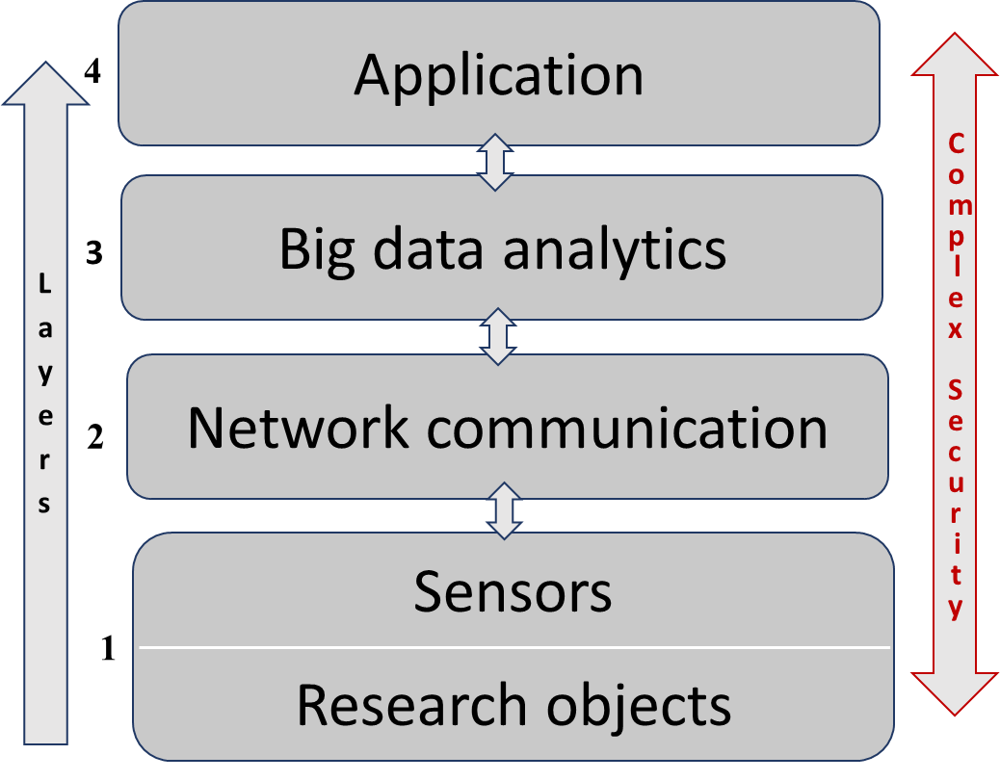 4
Application
3
Big data analytics
2
Network communication
1
Sensors
Research objects
Layers
Complex Security